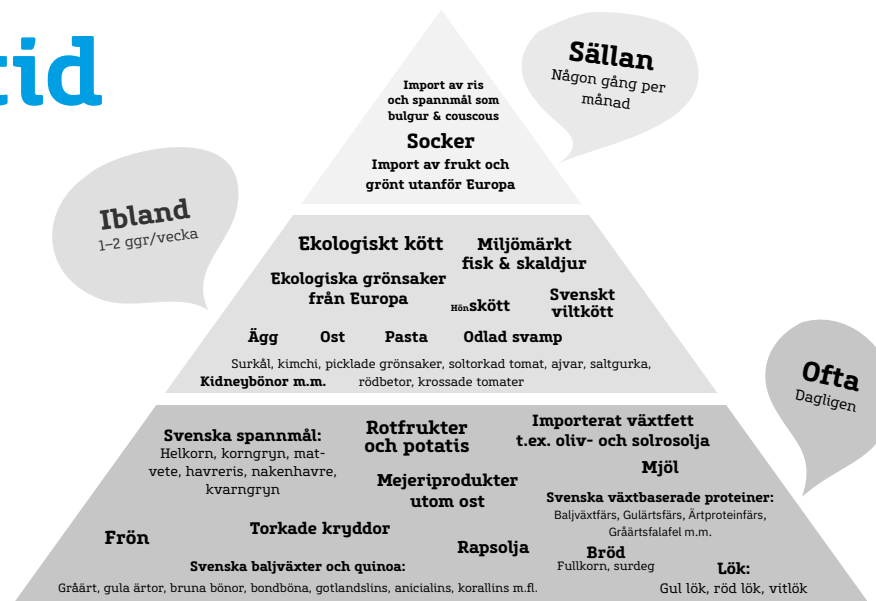 tid
Sällan
Någon gång per
månad
Import av ris
och spannmål som
bulgur & couscous
Socker
Import av frukt och
grönt utanför Europa
Ibland
1–2 ggr/vecka
Ekologiskt kött
Miljömärkt
fisk & skaldjur
Ekologiska grönsaker
från Europa
Hönskött
Svenskt
viltkött
Ägg
Ost
Pasta
Odlad svamp
Surkål, kimchi, picklade grönsaker, soltorkad tomat, ajvar, saltgurka,
Kidneybönor m.m.
rödbetor, krossade tomater
Ofta
Dagligen
Svenska spannmål:
Helkorn, korngryn, mat-
vete, havreris, nakenhavre,
kvarngryn
Rotfrukter
och potatis
Importerat växtfett
t.ex. oliv- och solrosolja
Mjöl
Mejeriprodukter
utom ost
Svenska växtbaserade proteiner:
Baljväxtfärs, Gulärtsfärs, Ärtproteinfärs,
Gråärtsfalafel m.m.
Frön
Torkade kryddor
Rapsolja
Bröd
Fullkorn, surdeg
Svenska baljväxter och quinoa:
Gråärt, gula ärtor, bruna bönor, bondböna, gotlandslins, anicialins, korallins m.fl.
Lök:
Gul lök, röd lök, vitlök